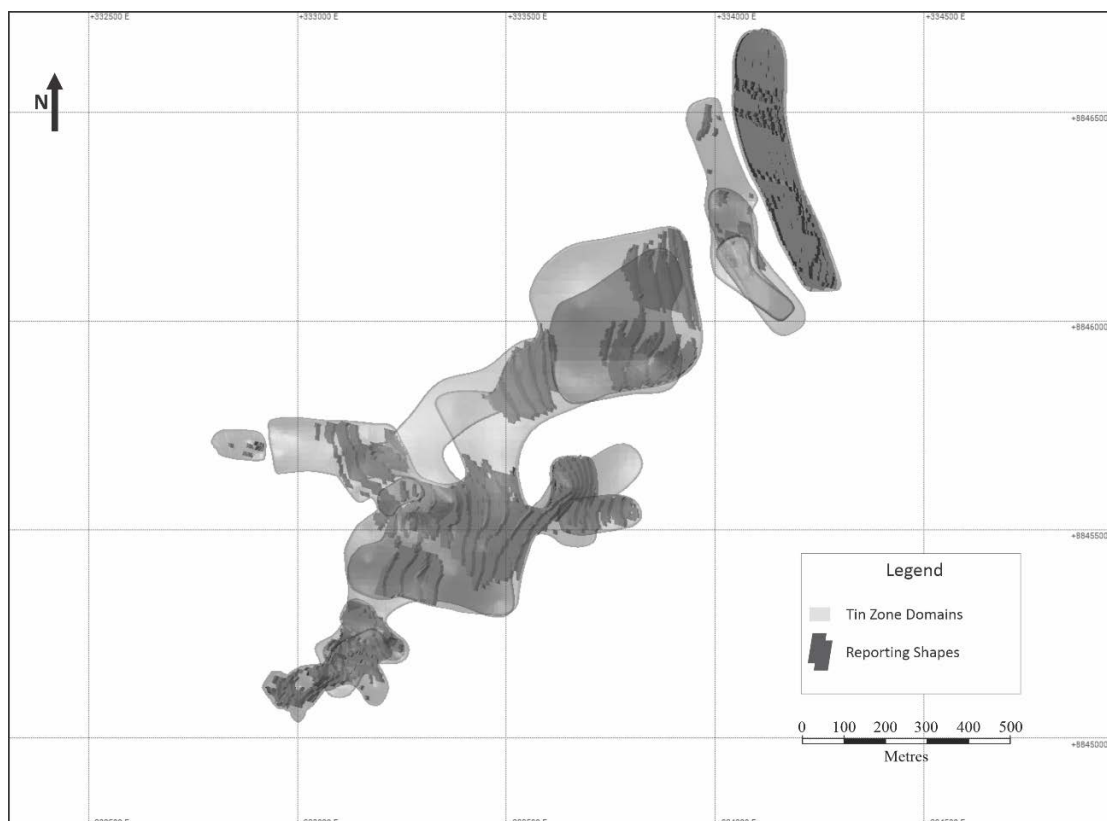 +332500 E +333000 E +333500 E +334000 E +334500 E
N
+8846500
+8846000
+8845500
Legend
Tin Zone Domains
Reporting Shapes
0 100 200 300 400 500
Metres
+8845000